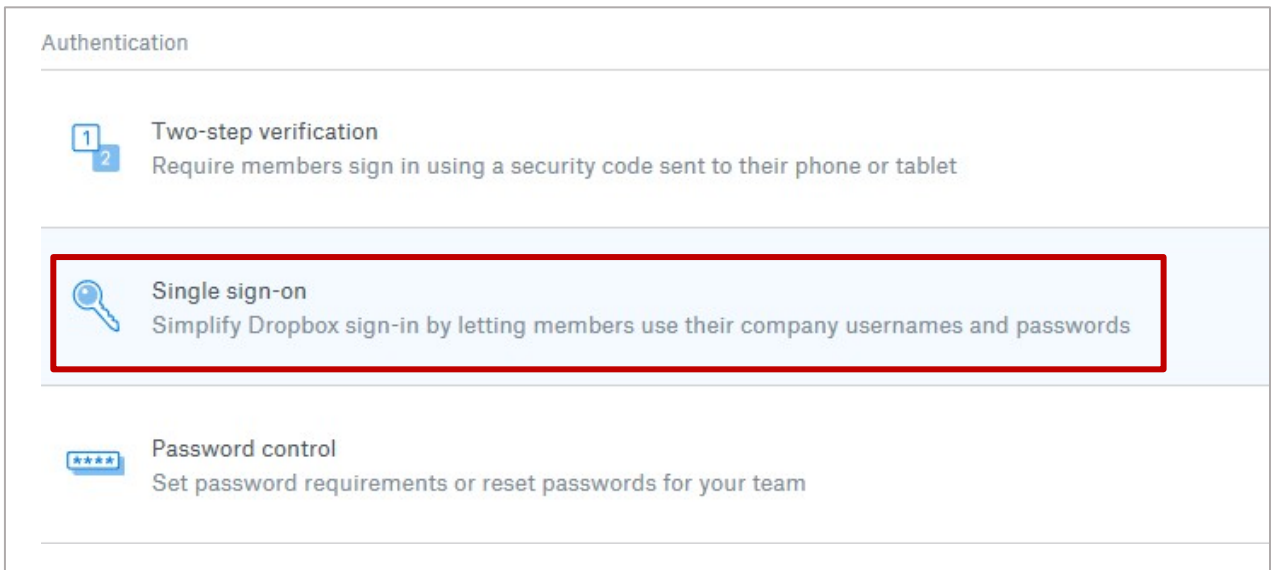 Authentication
1
2
Two-step verification
Require members sign in using a security code sent to their phone or tablet
Single sign-on
Simplify Dropbox sign-in by letting members use their company usernames and passwords
****
Password control
Set password requirements or reset passwords for your team